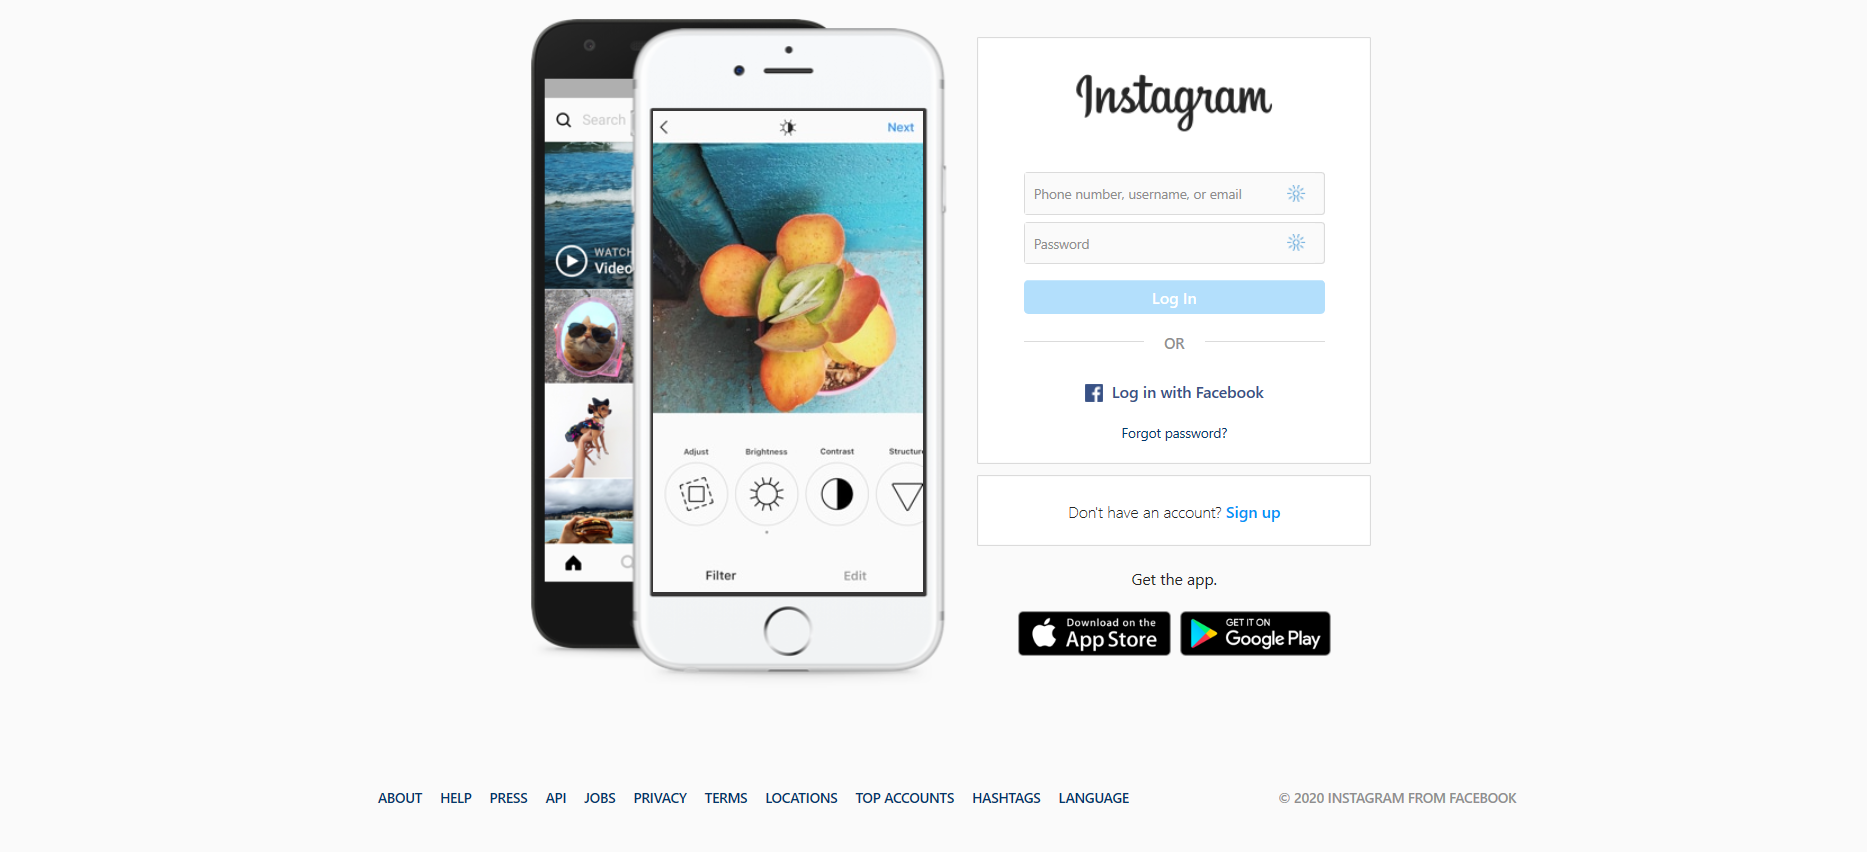 Search
WATCH
Video
Next
Adjust
Brightness
Contrast
Structure
Filter
Edit
Instagram
Phone number, username, or email
Password
Log In
OR
Log in with Facebook
Forgot password?
Don't have an account? Sign up
Get the app.
Download on the
App Store
GET IT ON
Google Play
ABOUT HELP PRESS API JOBS PRIVACY TERMS LOCATIONS TOP ACCOUNTS HASHTAGS LANGUAGE
© 2020 INSTAGRAM FROM FACEBOOK